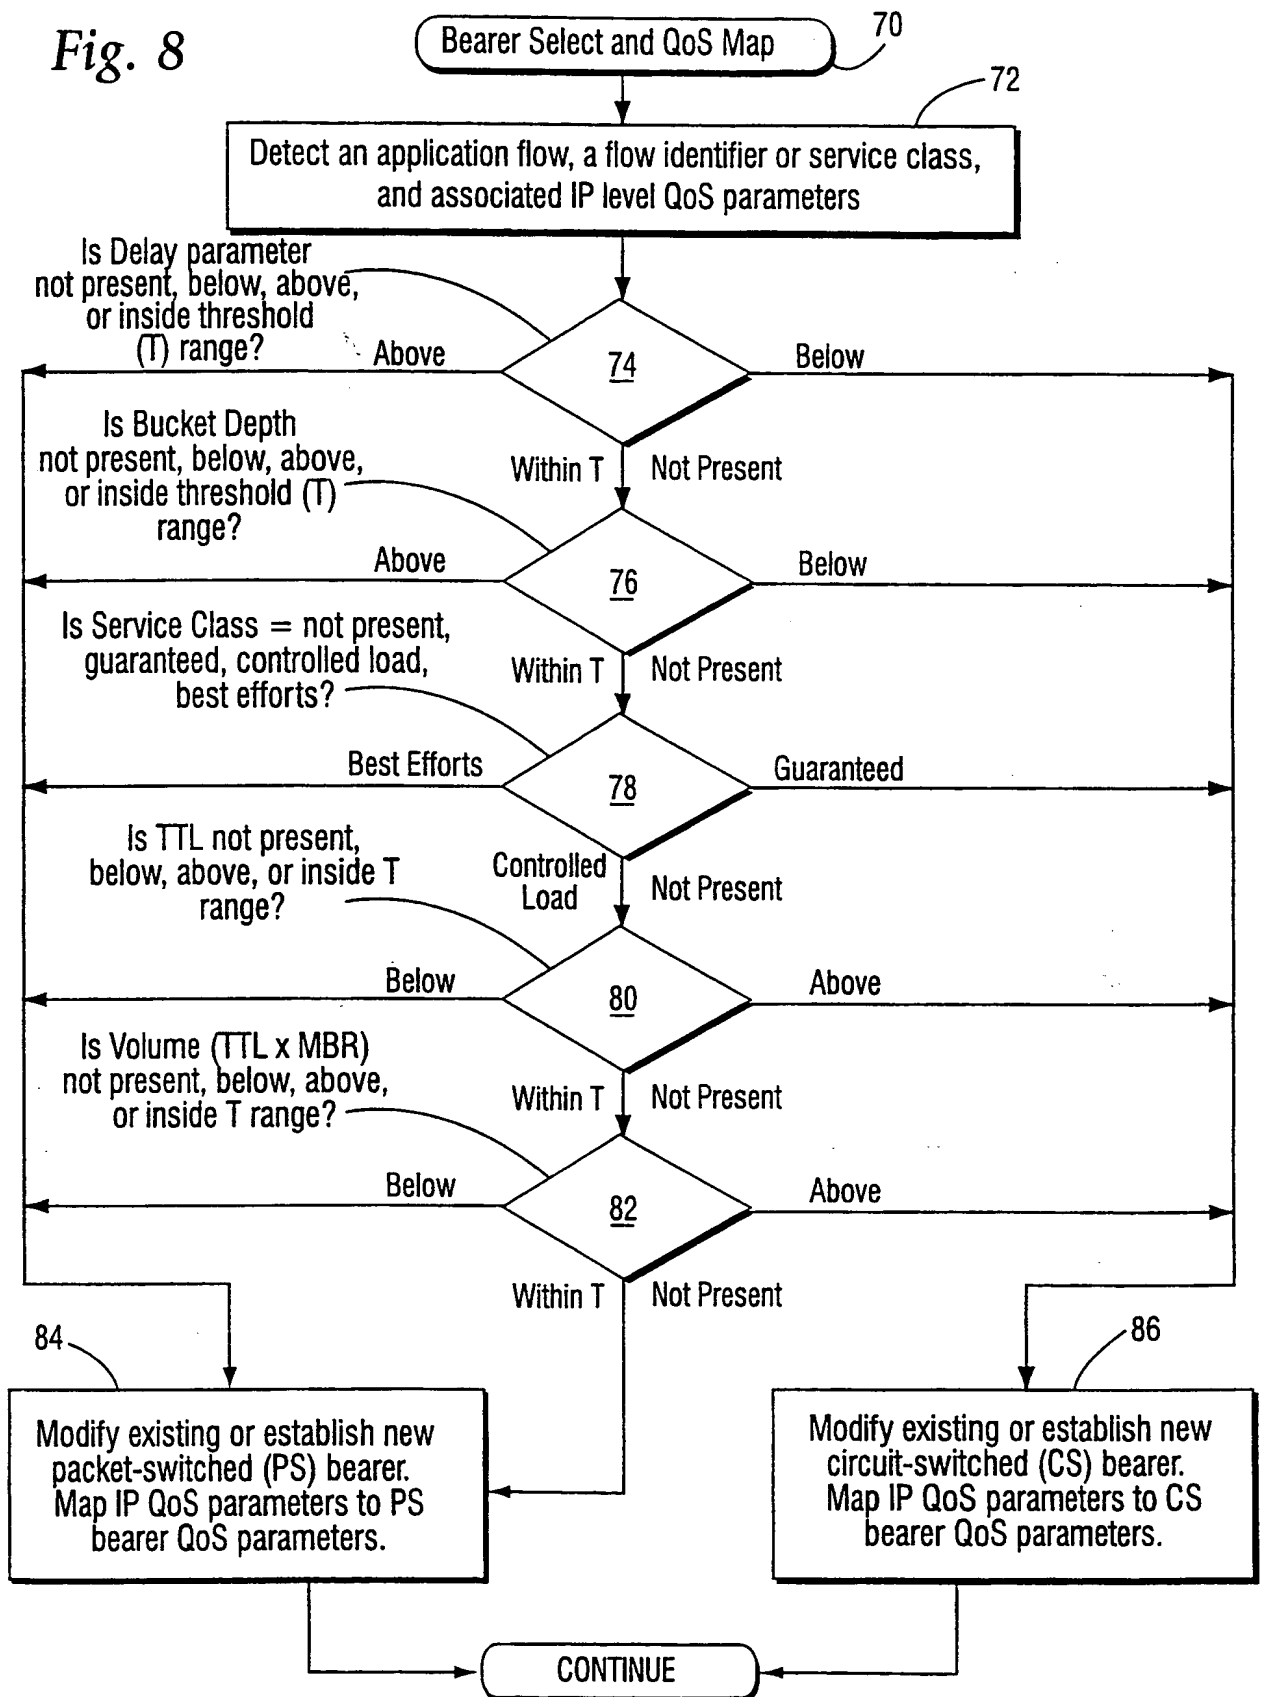 Fig. 8
Bearer Select and QoS Map
70
72
Detect an application flow, a flow identifier or service class,
and associated IP level QoS parameters
Is Delay parameter
not present, below, above,
or inside threshold
(T) range?
Above
74
Below
Within T
Not Present
Is Bucket Depth
not present, below, above,
or inside threshold (T)
range?
Above
76
Below
Within T
Not Present
Is Service Class = not present,
guaranteed, controlled load,
best efforts?
Best Efforts
78
Guaranteed
Controlled
Load
Not Present
Is TTL not present,
below, above, or inside T
range?
Below
80
Above
Within T
Not Present
Is Volume (TTL x MBR)
not present, below, above,
or inside T range?
Below
82
Above
Within T
Not Present
84
Modify existing or establish new
packet-switched (PS) bearer.
Map IP QoS parameters to PS
bearer QoS parameters.
86
Modify existing or establish new
circuit-switched (CS) bearer.
Map IP QoS parameters to CS
bearer QoS parameters.
CONTINUE